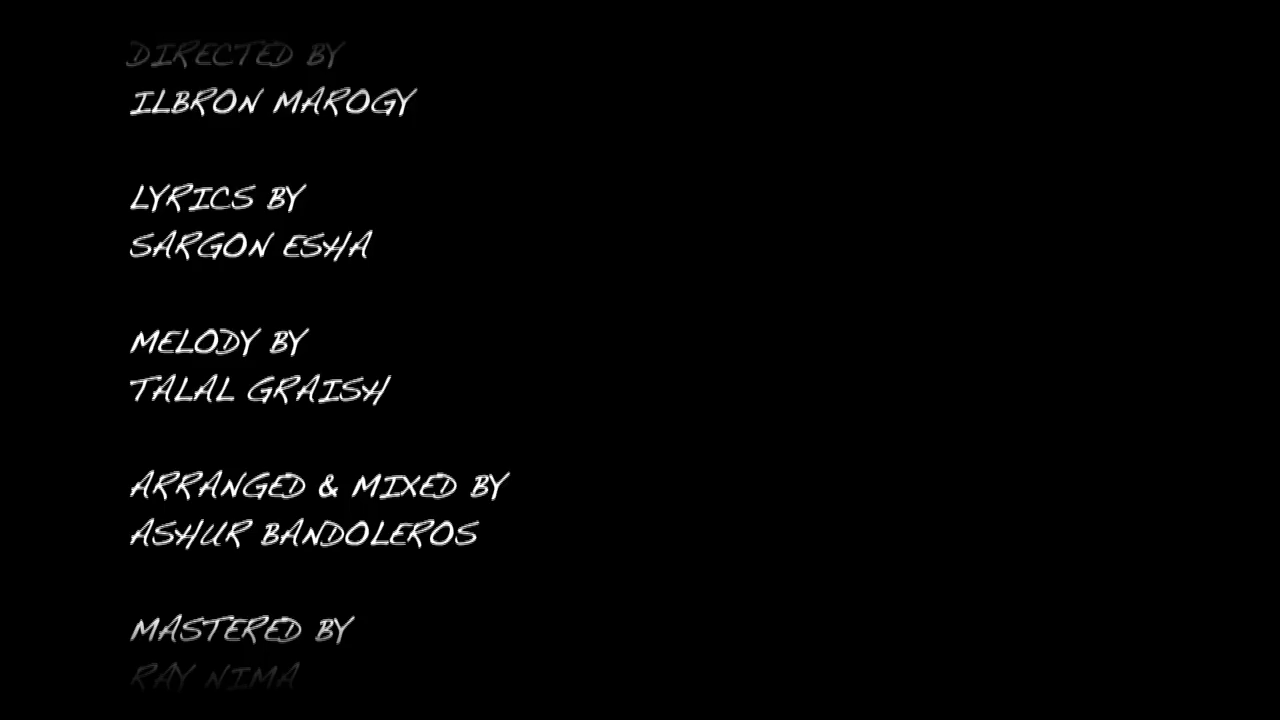 DIRECTED BY
ILBRON MAROGY
LYRICS BY
SARGON ESHA
MELODY BY
TALAL GRAISH
ARRANGED & MIXED BY
ASHUR BANDOLEROS
MASTERED BY
RAY NIMA